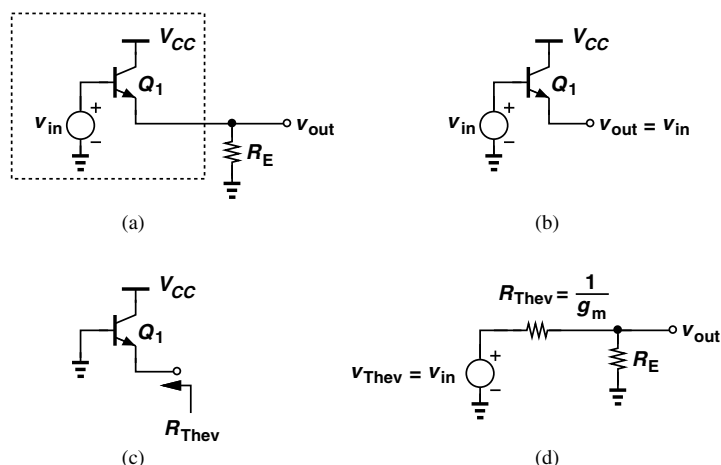 V_CC
Q_1
v_in
+
−
v_out
R_E
(a)
V_CC
Q_1
v_in
+
−
v_out = v_in
(b)
V_CC
Q_1
R_Thev
(c)
R_Thev = 1/g_m
v_Thev = v_in
+
−
v_out
R_E
(d)